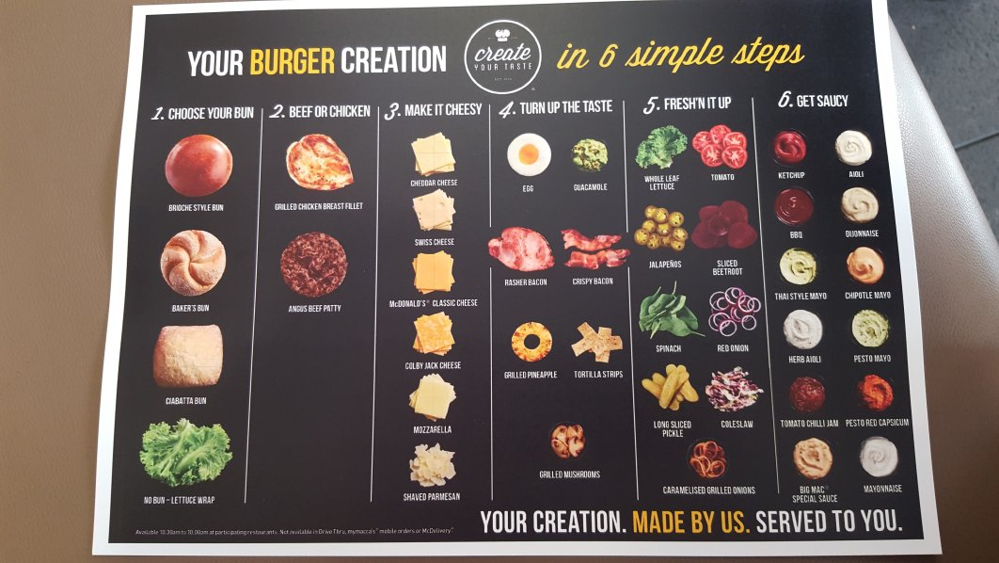 YOUR BURGER CREATION
create
YOUR TASTE
in 6 simple steps
1. CHOOSE YOUR BUN
BRIOCHE STYLE BUN
BAKER'S BUN
CIABATTA BUN
NO BUN – LETTUCE WRAP
2. BEEF OR CHICKEN
GRILLED CHICKEN BREAST FILLET
ANGUS BEEF PATTY
3. MAKE IT CHEESY
CHEDDAR CHEESE
SWISS CHEESE
McDONALD'S® CLASSIC CHEESE
COLBY JACK CHEESE
MOZZARELLA
SHAVED PARMESAN
4. TURN UP THE TASTE
EGG
GUACAMOLE
RASHER BACON
CRISPY BACON
GRILLED PINEAPPLE
TORTILLA STRIPS
GRILLED MUSHROOMS
5. FRESH'N IT UP
WHOLE LEAF
LETTUCE
TOMATO
JALAPEÑOS
SLICED
BEETROOT
SPINACH
RED ONION
LONG SLICED
PICKLE
COLESLAW
CARAMELISED GRILLED ONIONS
6. GET SAUCY
KETCHUP
AIOLI
BBQ
DIJONNAISE
THAI STYLE MAYO
CHIPOTLE MAYO
HERB AIOLI
PESTO MAYO
TOMATO CHILLI JAM
PESTO RED CAPSICUM
BIG MAC®
SPECIAL SAUCE
MAYONNAISE
YOUR CREATION. MADE BY US. SERVED TO YOU.
Available 10.30am to 10.00pm at participating restaurants. Not available in Drive Thru, mymacca's® mobile orders or McDelivery.™